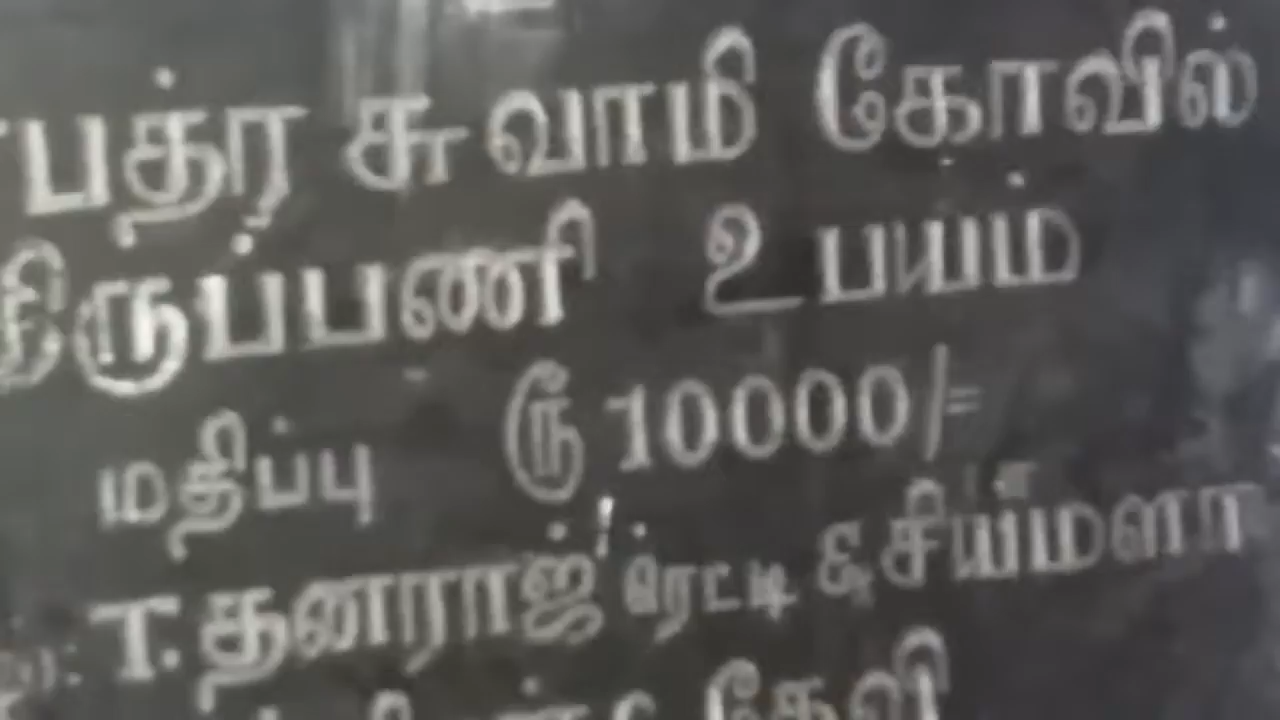 பத்ர சுவாமி கோவில்
திருப்பணி உபயம்
மதிப்பு ரூ 10000/=
T. தனராஜ் ரெட்டி & சியமளா
தேவி